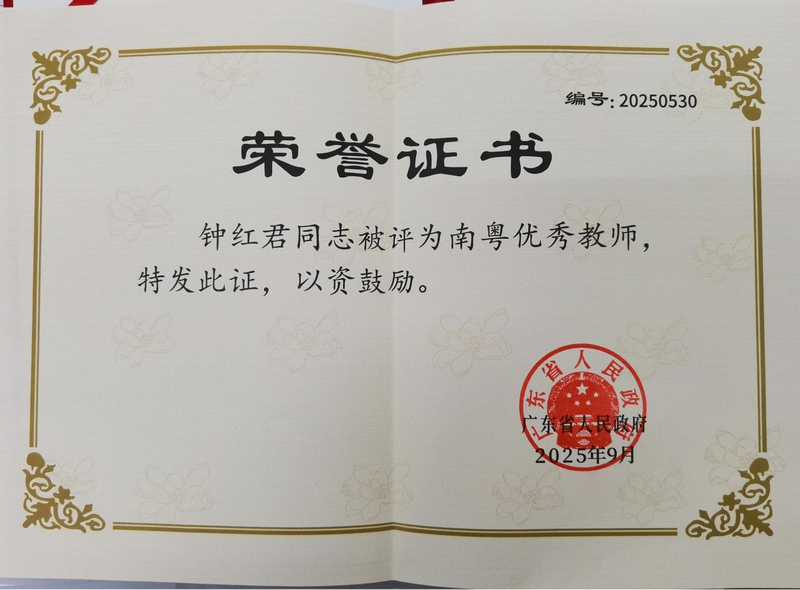 编号: 20250530
荣誉证书
钟红君同志被评为南粤优秀教师，
特发此证，以资鼓励。
广东省人民政府
广东省人民政府
2025年9月